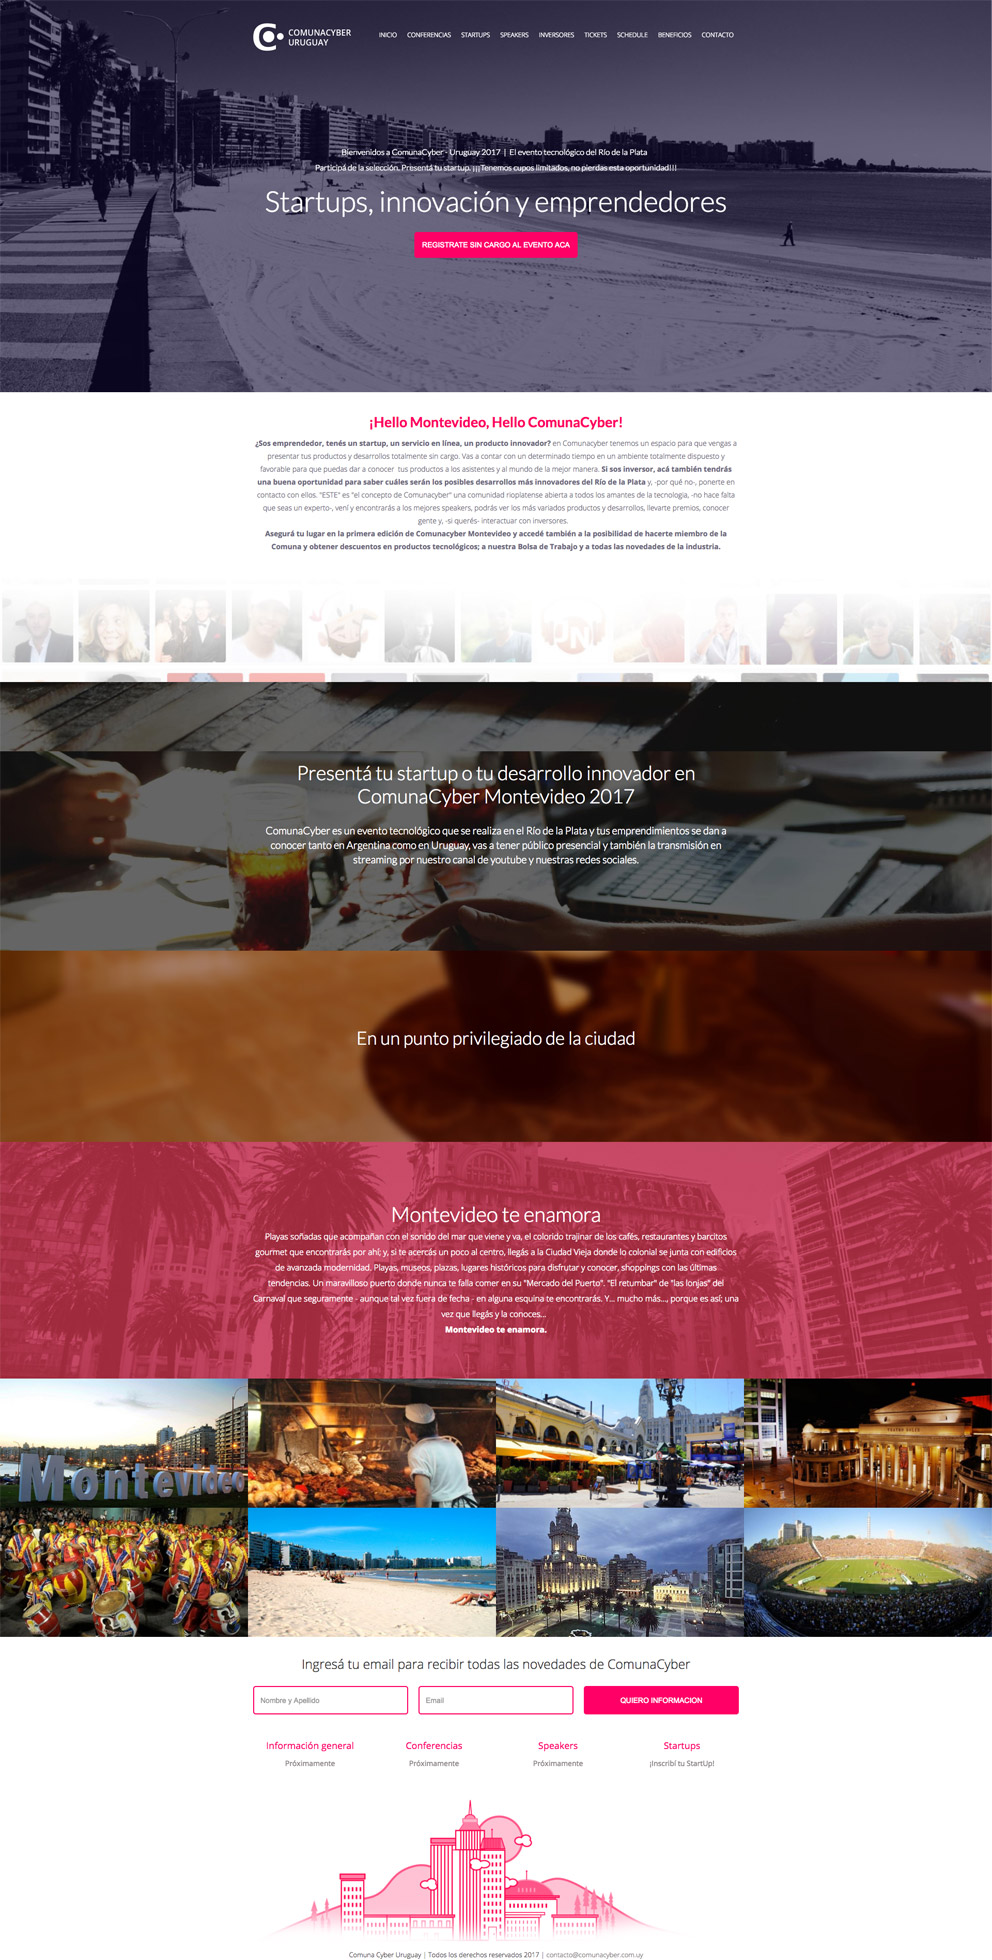 COMUNACYBER
URUGUAY
INICIO CONFERENCIAS STARTUPS SPEAKERS INVERSORES TICKETS SCHEDULE BENEFICIOS CONTACTO
Bienvenidos a ComunaCyber - Uruguay 2017 | El evento tecnológico del Río de la Plata
Participá de la selección. Presentá tu startup. ¡¡¡Tenemos cupos limitados, no pierdas esta oportunidad!!!
Startups, innovación y emprendedores
REGISTRATE SIN CARGO AL EVENTO ACA
¡Hello Montevideo, Hello ComunaCyber!
¿Sos emprendedor, tenés un startup, un servicio en línea, un producto innovador? en Comunacyber tenemos un espacio para que vengas a
presentar tus productos y desarrollos totalmente sin cargo. Vas a contar con un determinado tiempo en un ambiente totalmente dispuesto y
favorable para que puedas dar a conocer tus productos a los asistentes y al mundo de la mejor manera. Si sos inversor, acá también tendrás
una buena oportunidad para saber cuáles serán los posibles desarrollos más innovadores del Río de la Plata y, -por qué no-, ponerte en
contacto con ellos. "ESTE" es "el concepto de Comunacyber" una comunidad rioplatense abierta a todos los amantes de la tecnología, -no hace falta
que seas un experto-, vení y encontrarás a los mejores speakers, podrás ver los más variados productos y desarrollos, llevarte premios, conocer
gente y, -si querés- interactuar con inversores.
Asegurá tu lugar en la primera edición de Comunacyber Montevideo y accedé también a la posibilidad de hacerte miembro de la
Comuna y obtener descuentos en productos tecnológicos; a nuestra Bolsa de Trabajo y a todas las novedades de la industria.
Presentá tu startup o tu desarrollo innovador en
ComunaCyber Montevideo 2017
ComunaCyber es un evento tecnológico que se realiza en el Río de la Plata y tus emprendimientos se dan a
conocer tanto en Argentina como en Uruguay, vas a tener público presencial y también la transmisión en
streaming por nuestro canal de youtube y nuestras redes sociales.
En un punto privilegiado de la ciudad
Montevideo te enamora
Playas soñadas que acompañan con el sonido del mar que viene y va, el colorido trajinar de los cafés, restaurantes y barcitos
gourmet que encontrarás por ahí; y, si te acercás un poco al centro, llegás a la Ciudad Vieja donde lo colonial se junta con edificios
de avanzada modernidad. Playas, museos, plazas, lugares históricos para disfrutar y conocer, shoppings con las últimas
tendencias. Un maravilloso puerto donde nunca te falla comer en su "Mercado del Puerto". "El retumbar" de "las lonjas" del
Carnaval que seguramente - aunque tal vez fuera de fecha - en alguna esquina te encontrarás. Y... mucho más..., porque es así; una
vez que llegás y la conoces...
Montevideo te enamora.
Montevideo
TEATRO SOLIS
Ingresá tu email para recibir todas las novedades de ComunaCyber
Nombre y Apellido Email QUIERO INFORMACION
Información general Conferencias Speakers Startups
Próximamente Próximamente Próximamente ¡Inscribí tu StartUp!
Comuna Cyber Uruguay | Todos los derechos reservados 2017 | contacto@comunacyber.com.uy